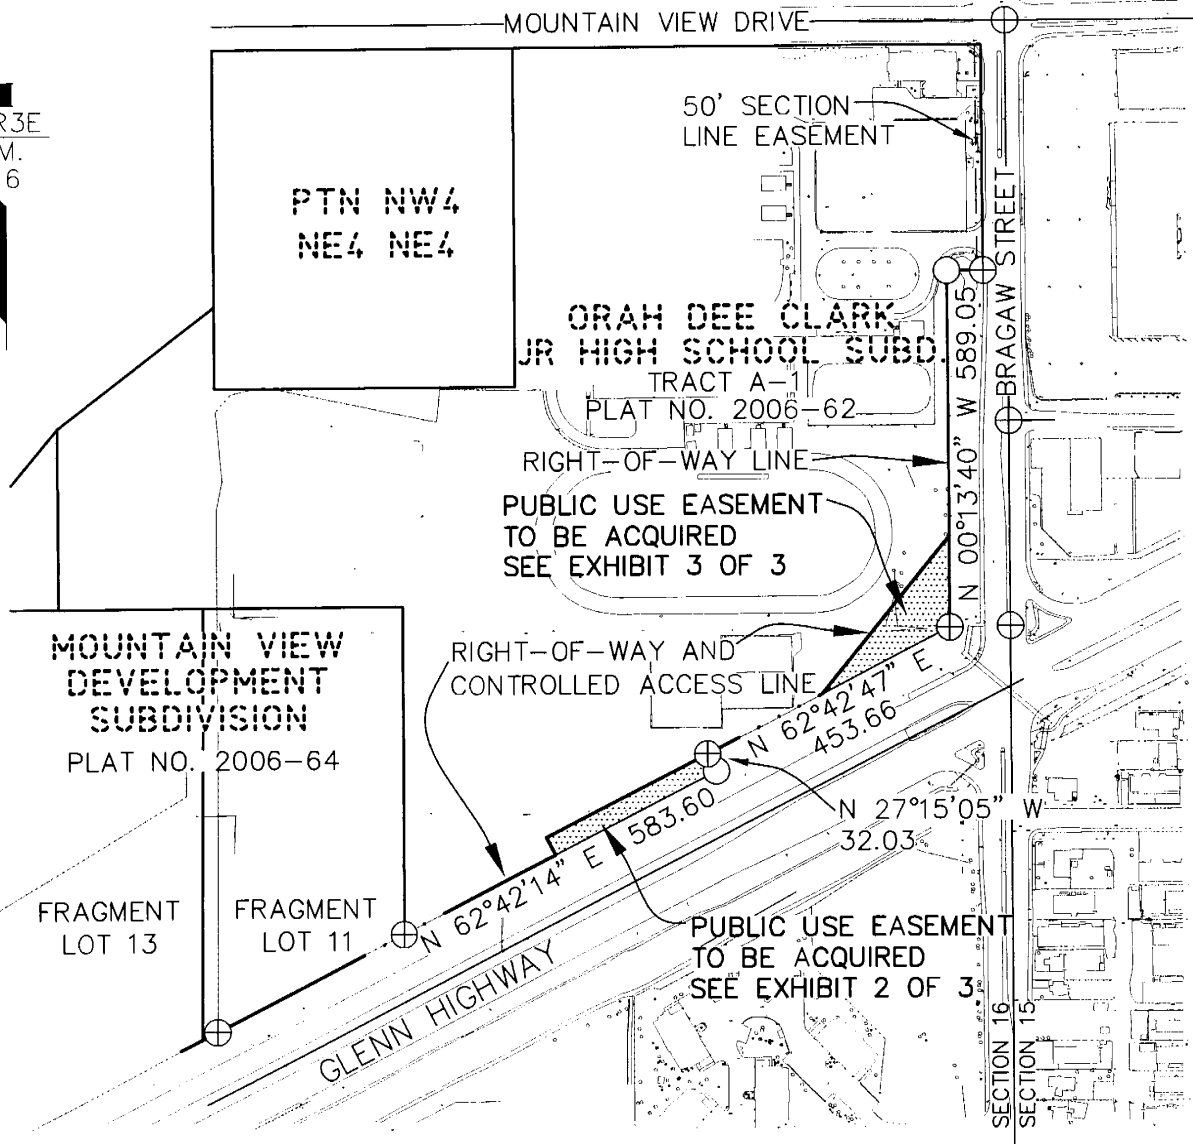 MOUNTAIN VIEW DRIVE
R3E
M.
6
50' SECTION
LINE EASEMENT
PTN NW4
NE4 NE4
BRAGAW STREET
ORAH DEE CLARK
JR HIGH SCHOOL SUBD.
TRACT A-1
PLAT NO. 2006-62
N 00°13'40" W 589.05
RIGHT-OF-WAY LINE
PUBLIC USE EASEMENT
TO BE ACQUIRED
SEE EXHIBIT 3 OF 3
MOUNTAIN VIEW
DEVELOPMENT
SUBDIVISION
PLAT NO. 2006-64
RIGHT-OF-WAY AND
CONTROLLED ACCESS LINE
N 62°42'47" E
453.66
N 27°15'05" W
32.03
N 62°42'14" E 583.60
FRAGMENT
LOT 13
FRAGMENT
LOT 11
PUBLIC USE EASEMENT
TO BE ACQUIRED
SEE EXHIBIT 2 OF 3
GLENN HIGHWAY
SECTION 16
SECTION 15